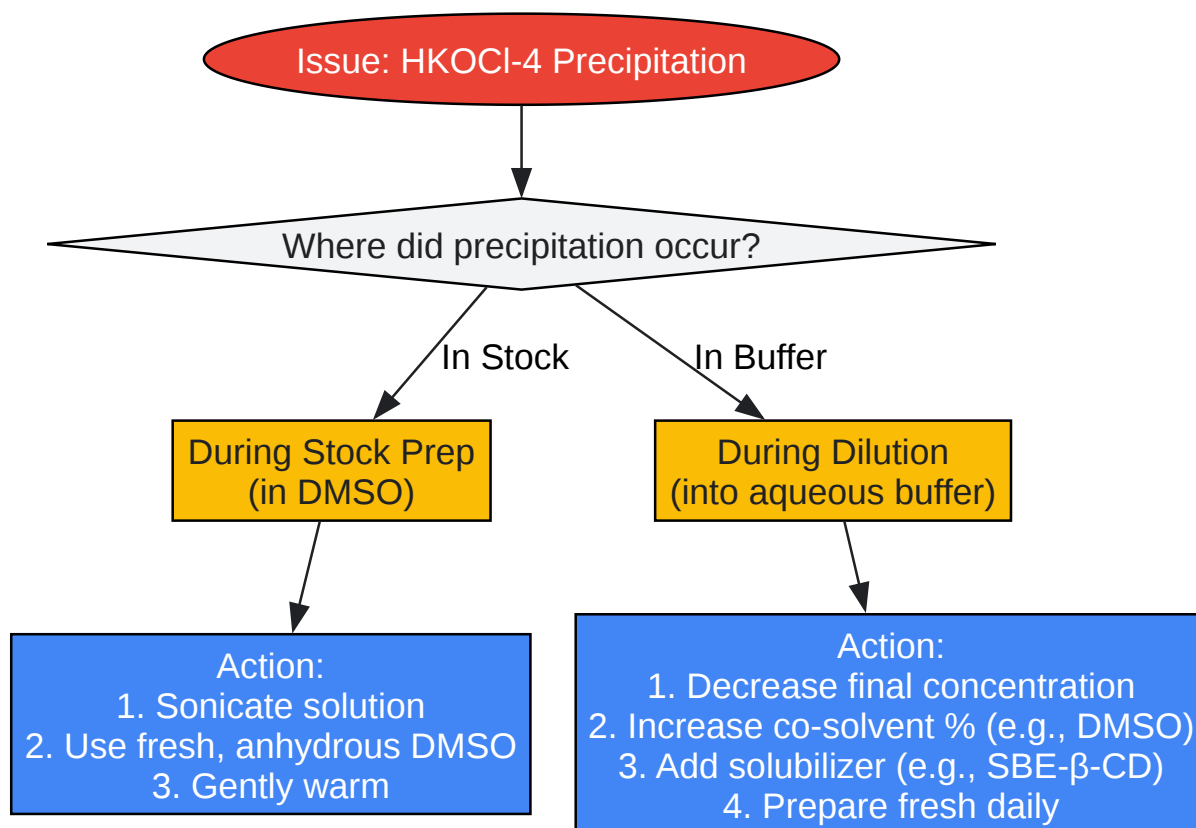 Issue: HKOCl-4 Precipitation
Where did precipitation occur?
In Stock
In Buffer
During Stock Prep
(in DMSO)
During Dilution
(into aqueous buffer)
Action:
1. Sonicate solution
2. Use fresh, anhydrous DMSO
3. Gently warm
Action:
1. Decrease final concentration
2. Increase co-solvent % (e.g., DMSO)
3. Add solubilizer (e.g., SBE-β-CD)
4. Prepare fresh daily